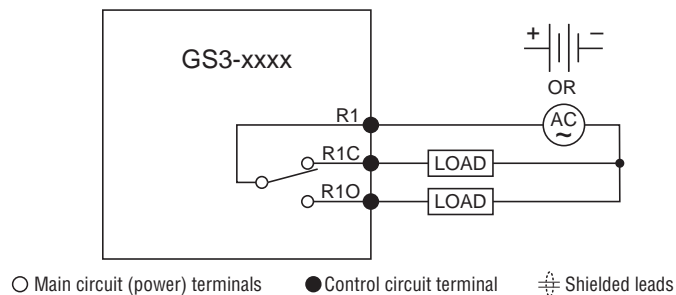 GS3-xxxx
+ –
OR
R1
AC
~
R1C
LOAD
R1O
LOAD
Main circuit (power) terminals
Control circuit terminal
Shielded leads